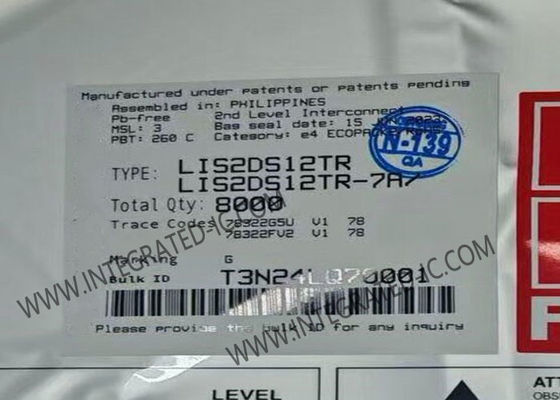 Manufactured under patents or patents pending
Assembled in: PHILIPPINES
Pb-free 2nd Level Interconnect
MSL: 3 Bag seal date: 15
PBT: 260 C Category: e4
N-139
QA
TYPE: LIS2DS12TR
LIS2DS12TR-7A7
Total Qty: 8000
Trace Codes 78322G5U V1 78
78322FV2 V1 78
Marking G
Bulk ID T3N24LQ70001
Please provide the bulk ID for any inquiry
WWW.INTEGRATED-IC.COM
WWW.INTEGRATED-IC.COM
LEVEL
ATT
OBS